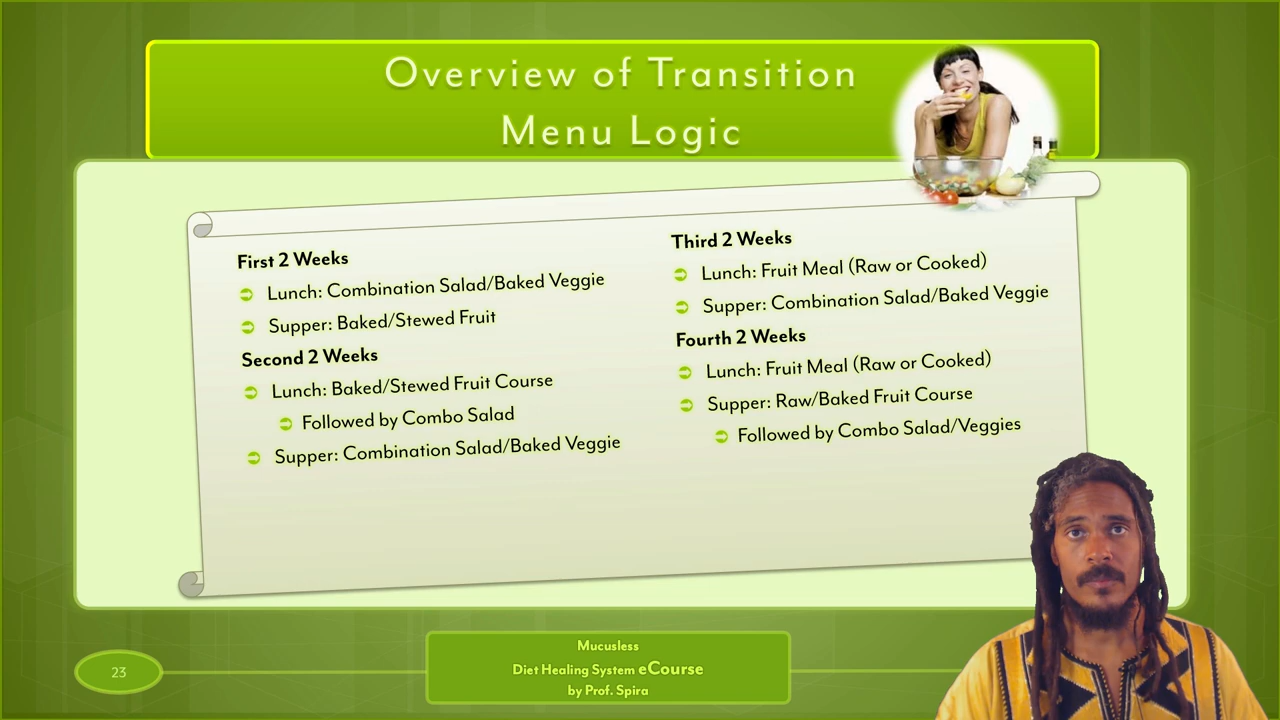 Overview of Transition
Menu Logic
First 2 Weeks
Lunch: Combination Salad/Baked Veggie
Supper: Baked/Stewed Fruit
Second 2 Weeks
Lunch: Baked/Stewed Fruit Course
Followed by Combo Salad
Supper: Combination Salad/Baked Veggie
Third 2 Weeks
Lunch: Fruit Meal (Raw or Cooked)
Supper: Combination Salad/Baked Veggie
Fourth 2 Weeks
Lunch: Fruit Meal (Raw or Cooked)
Supper: Raw/Baked Fruit Course
Followed by Combo Salad/Veggies
23
Mucusless
Diet Healing System eCourse
by Prof. Spira